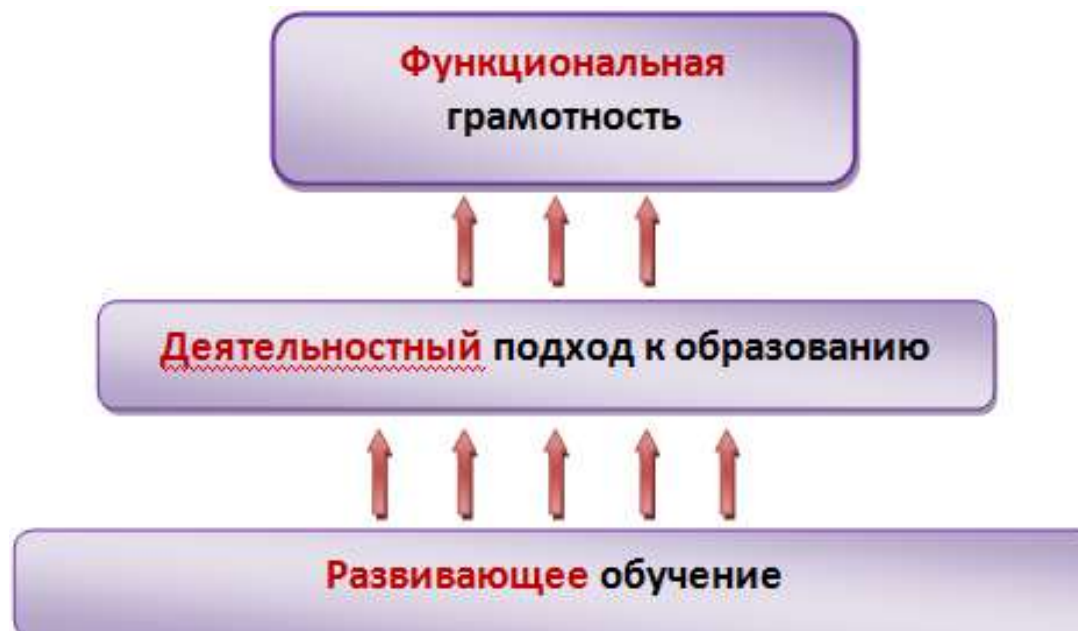 Функциональная
грамотность
Деятельностный подход к образованию
Развивающее обучение